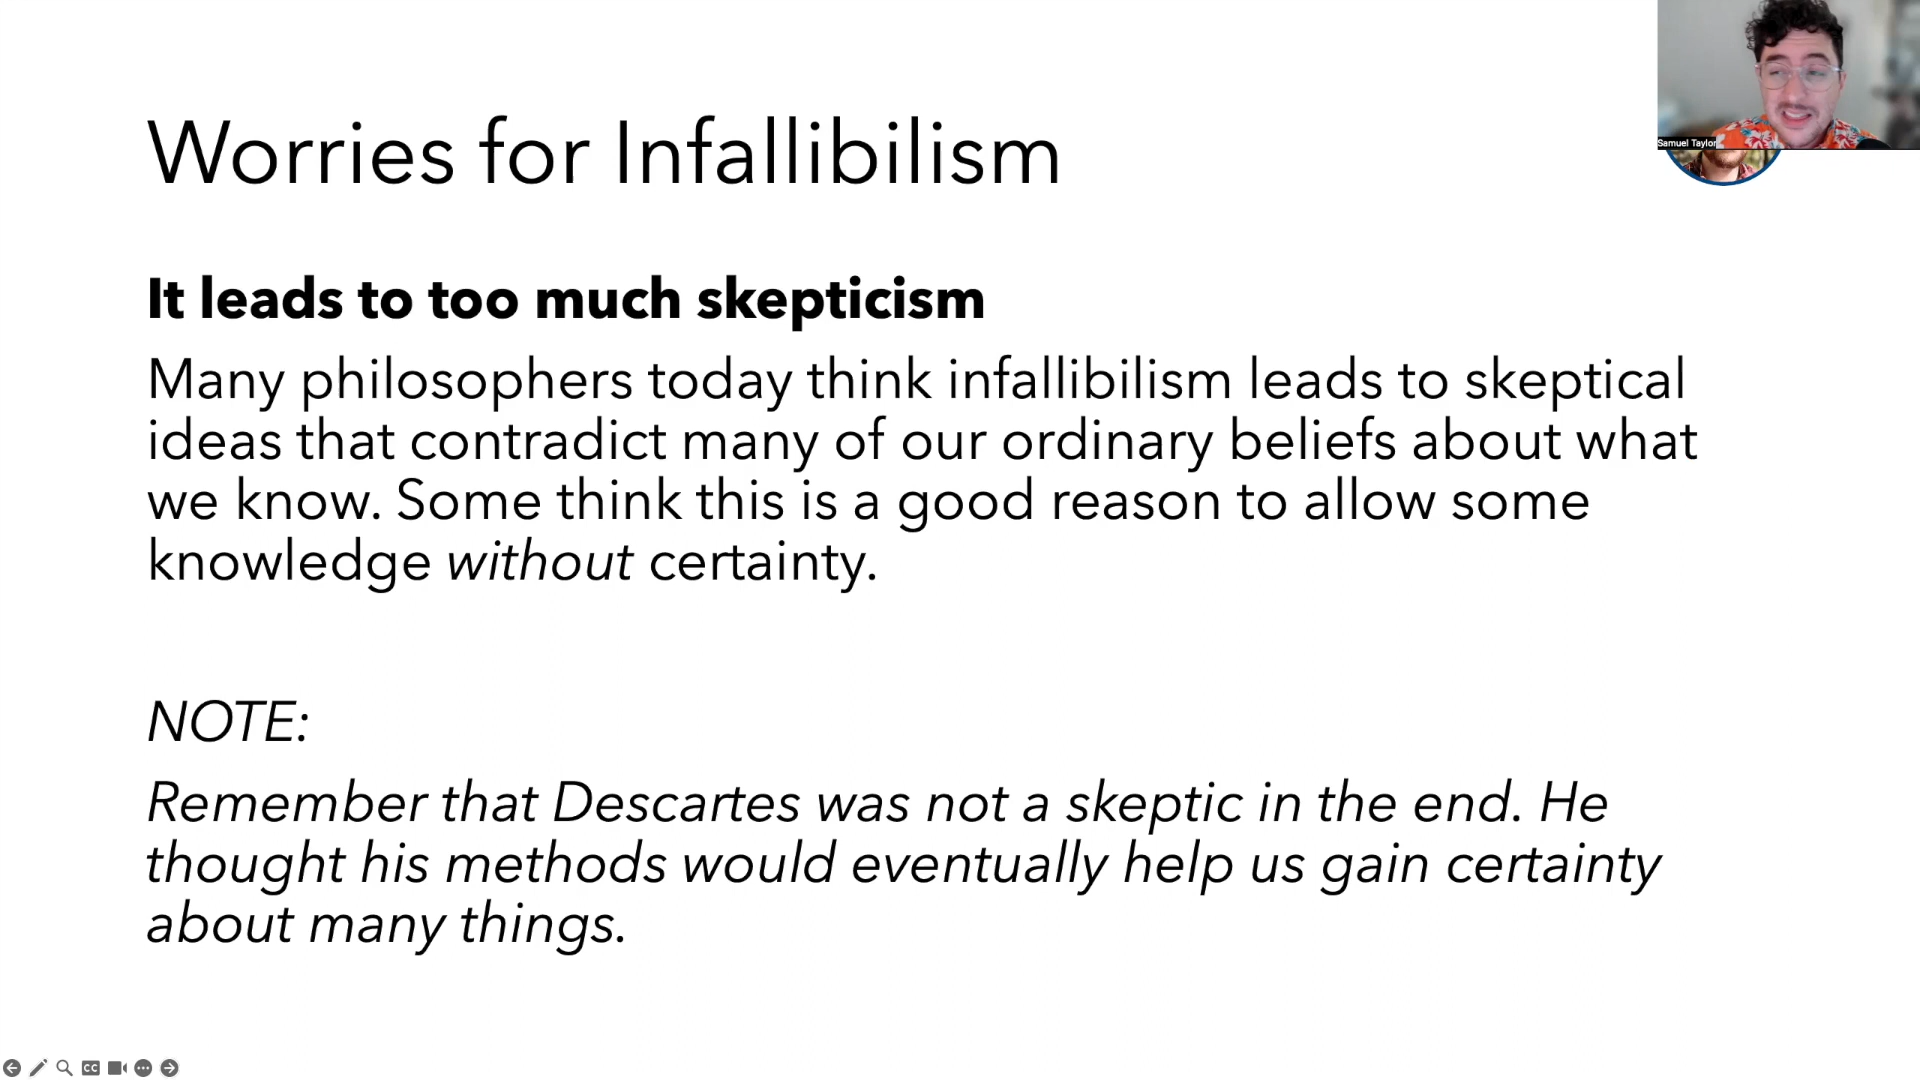 Worries for Infallibilism
Samuel Taylor
It leads to too much skepticism
Many philosophers today think infallibilism leads to skeptical
ideas that contradict many of our ordinary beliefs about what
we know. Some think this is a good reason to allow some
knowledge without certainty.
NOTE:
Remember that Descartes was not a skeptic in the end. He
thought his methods would eventually help us gain certainty
about many things.
CC